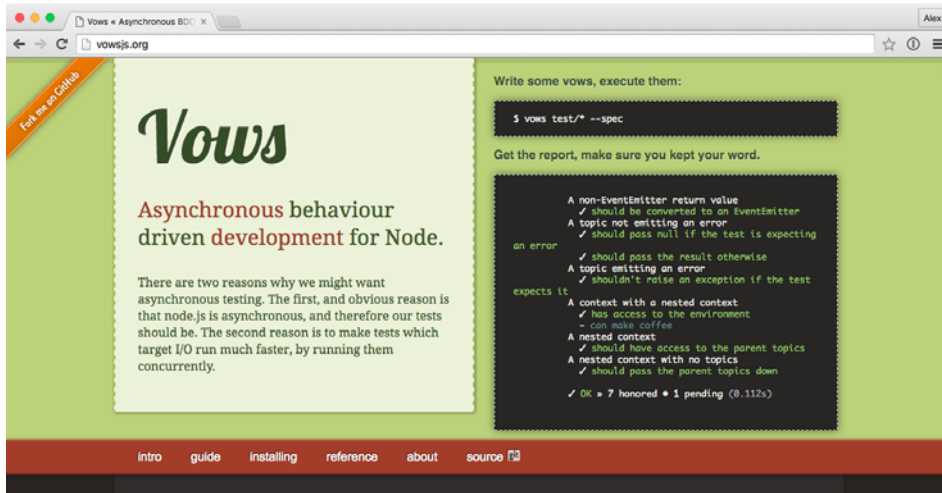 Vows « Asynchronous BDD
Alex
vowsjs.org
Fork me on GitHub
Vows
Asynchronous behaviour
driven development for Node.
There are two reasons why we might want
asynchronous testing. The first, and obvious reason is
that node.js is asynchronous, and therefore our tests
should be. The second reason is to make tests which
target I/O run much faster, by running them
concurrently.
Write some vows, execute them:
$ vows test/* --spec
Get the report, make sure you kept your word.
A non-EventEmitter return value
✓ should be converted to an EventEmitter
A topic not emitting an error
✓ should pass null if the test is expecting
an error
✓ should pass the result otherwise
A topic emitting an error
✓ shouldn't raise an exception if the test
expects it
A context with a nested context
✓ has access to the environment
- can make coffee
A nested context
✓ should have access to the parent topics
A nested context with no topics
✓ should pass the parent topics down
✓ OK » 7 honored • 1 pending (0.112s)
intro guide installing reference about source